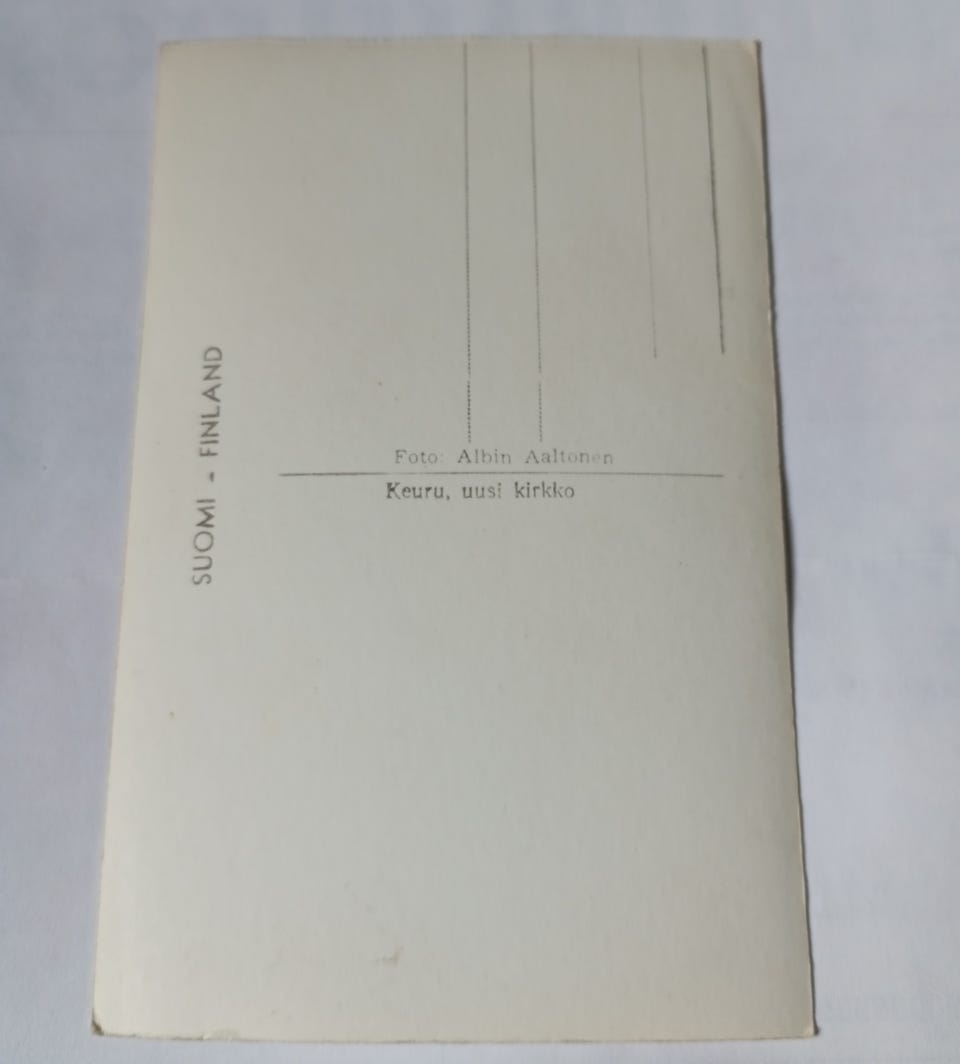 SUOMI - FINLAND
Foto: Albin Aaltonen
Keuru, uusi kirkko